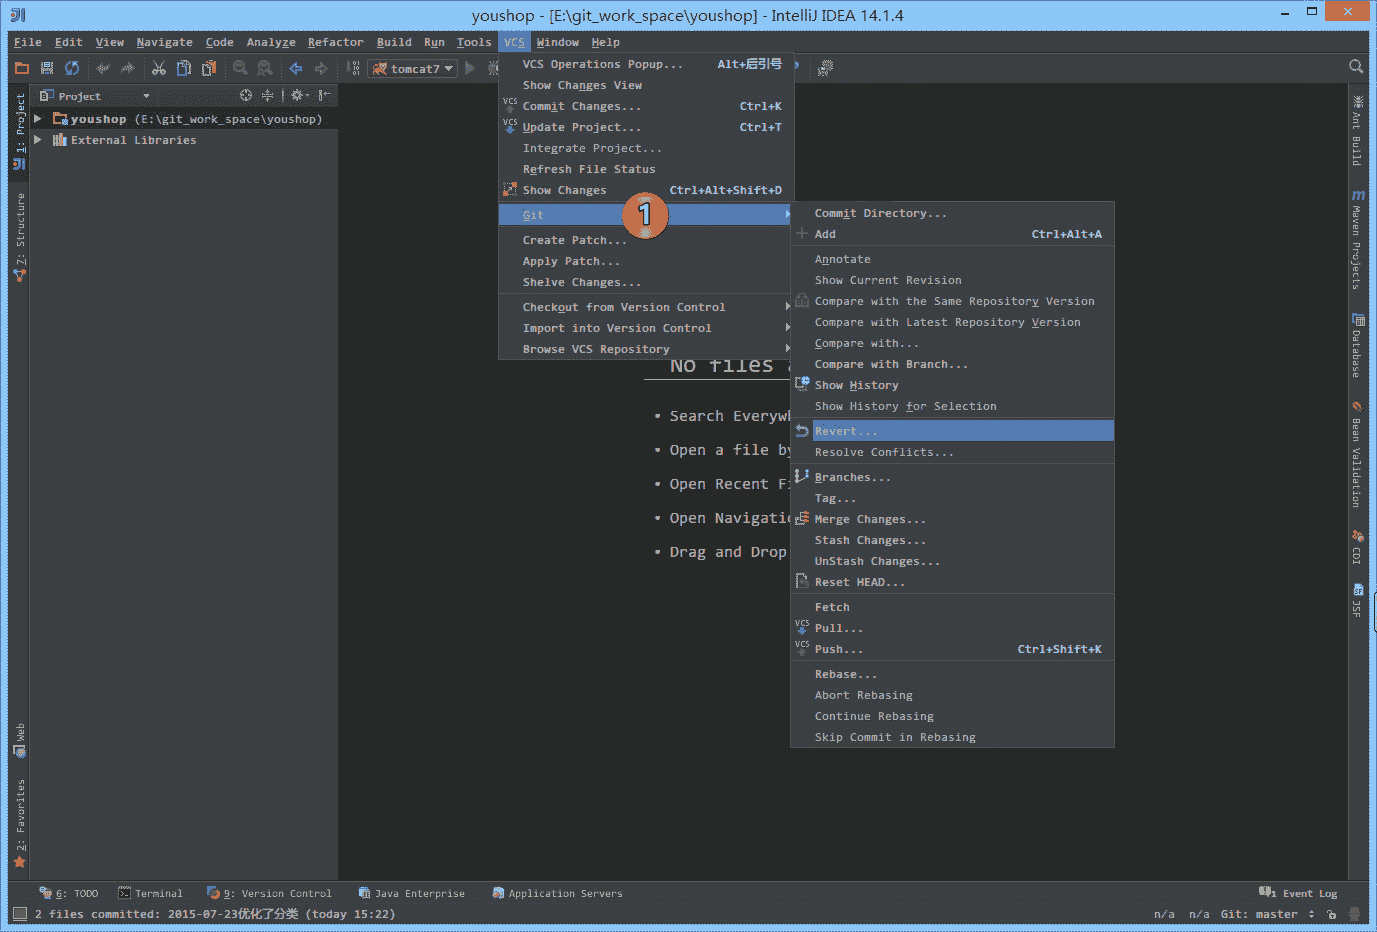 youshop - [E:\git_work_space\youshop] - IntelliJ IDEA 14.1.4
File Edit View Navigate Code Analyze Refactor Build Run Tools VCS Window Help
tomcat7
Project
youshop (E:\git_work_space\youshop)
External Libraries
1: Project
Z: Structure
Web
2: Favorites
VCS Operations Popup... Alt+后引号
Show Changes View
VCS Commit Changes... Ctrl+K
VCS Update Project... Ctrl+T
Integrate Project...
Refresh File Status
Show Changes Ctrl+Alt+Shift+D
Git 1
Create Patch...
Apply Patch...
Shelve Changes...
Checkout from Version Control
Import into Version Control
Browse VCS Repository
Commit Directory...
Add Ctrl+Alt+A
Annotate
Show Current Revision
Compare with the Same Repository Version
Compare with Latest Repository Version
Compare with...
Compare with Branch...
Show History
Show History for Selection
Revert...
Resolve Conflicts...
Branches...
Tag...
Merge Changes...
Stash Changes...
UnStash Changes...
Reset HEAD...
Fetch
VCS Pull...
VCS Push... Ctrl+Shift+K
Rebase...
Abort Rebasing
Continue Rebasing
Skip Commit in Rebasing
No files
• Search Everywh
• Open a file by
• Open Recent Fi
• Open Navigatio
• Drag and Drop
Ant Build
m Maven Projects
Database
Bean Validation
CDI
JSF
6: TODO Terminal 9: Version Control Java Enterprise Application Servers 1 Event Log
2 files committed: 2015-07-23优化了分类 (today 15:22) n/a n/a Git: master